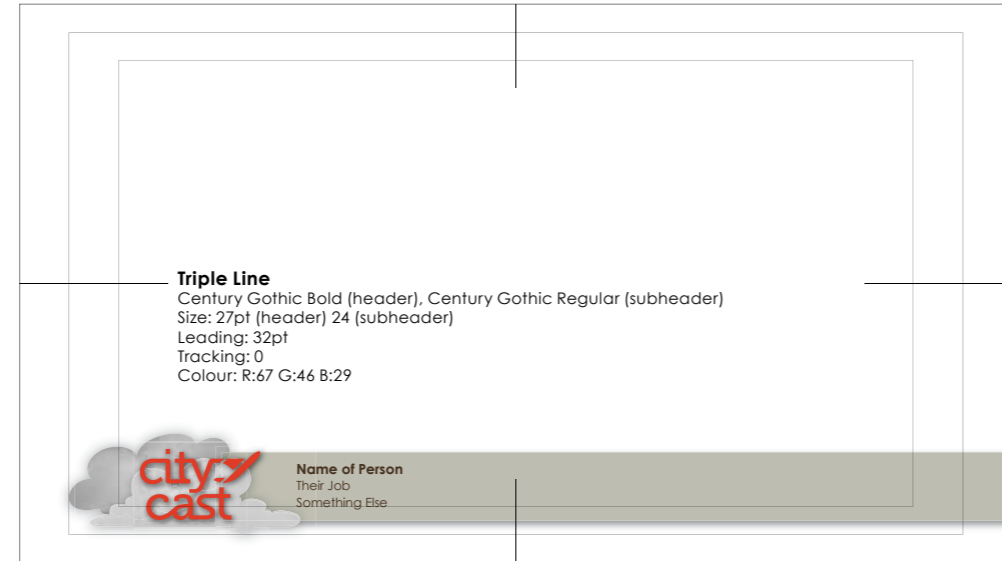 Triple Line
Century Gothic Bold (header), Century Gothic Regular (subheader)
Size: 27pt (header) 24 (subheader)
Leading: 32pt
Tracking: 0
Colour: R:67 G:46 B:29
city
cast
Name of Person
Their Job
Something Else